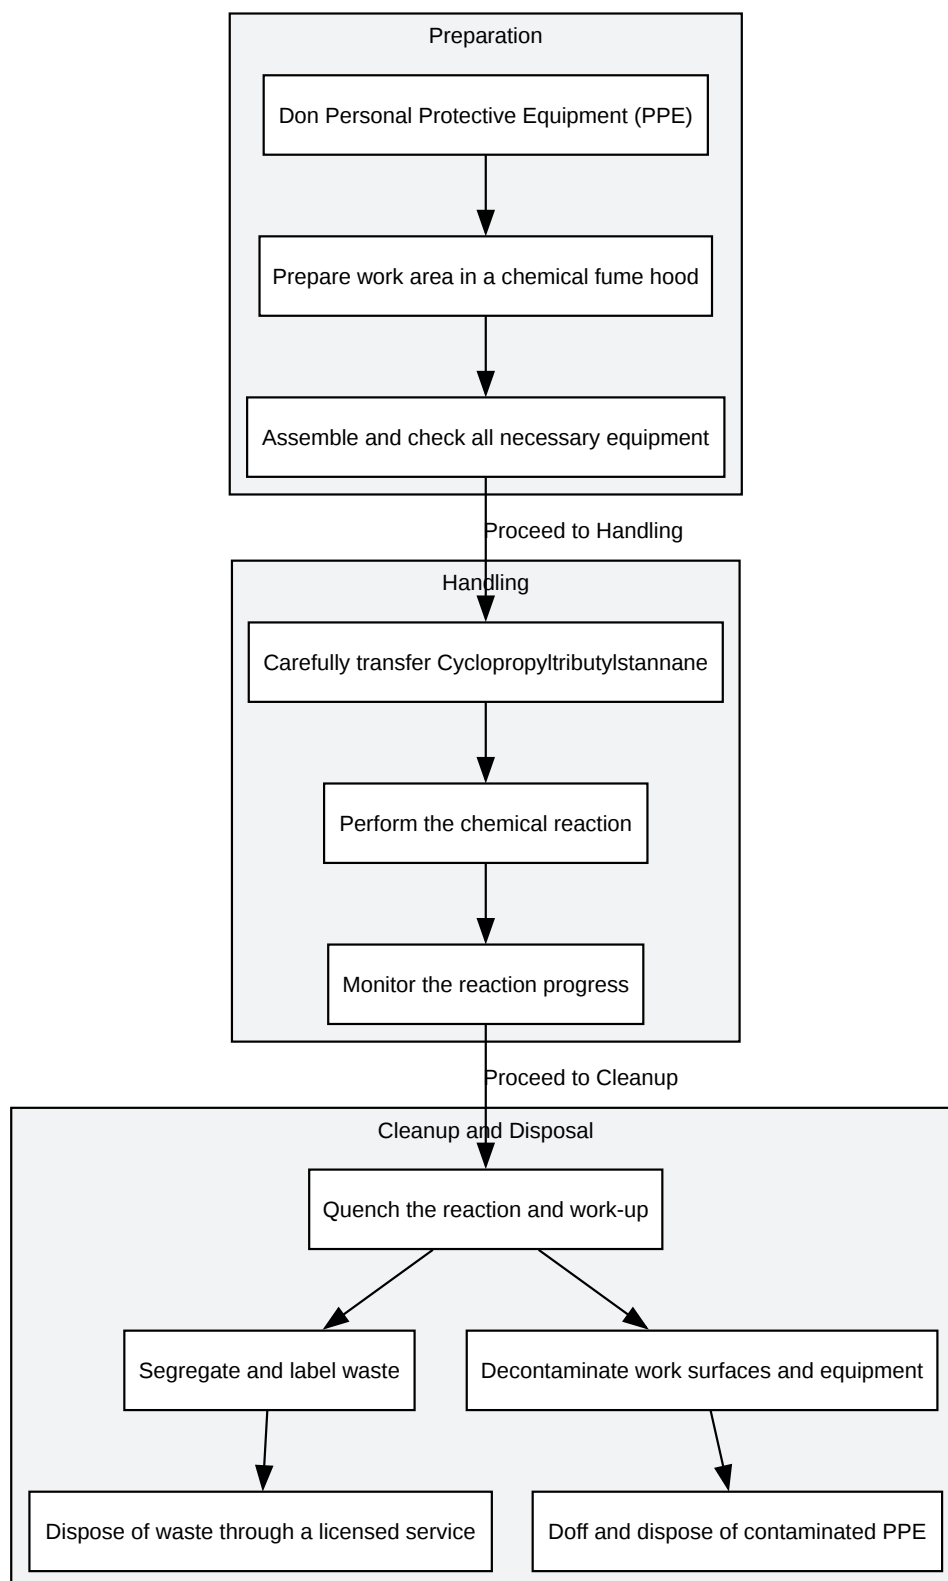 Preparation
Don Personal Protective Equipment (PPE)
Prepare work area in a chemical fume hood
Assemble and check all necessary equipment
Proceed to Handling
Handling
Carefully transfer Cyclopropyltributylstannane
Perform the chemical reaction
Monitor the reaction progress
Proceed to Cleanup
Cleanup and Disposal
Quench the reaction and work-up
Segregate and label waste
Decontaminate work surfaces and equipment
Dispose of waste through a licensed service
Doff and dispose of contaminated PPE